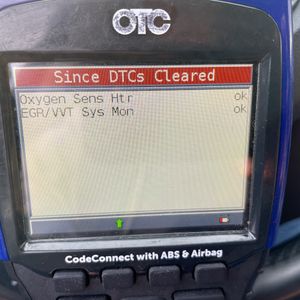 OTC
Since DTCs Cleared
Oxygen Sens Htr ok
EGR/VVT Sys Mon ok
CodeConnect with ABS & Airbag